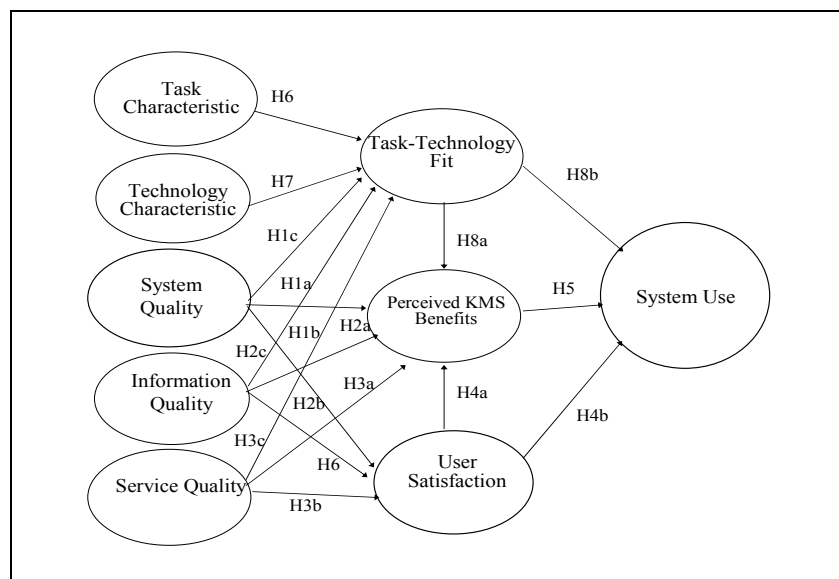 Task
Characteristic
H6
Task-Technology
Fit
H8b
Technology
Characteristic
H7
H1c
H8a
System
Quality
H1a
Perceived KMS
Benefits
H5
System Use
H1b
H2a
H2c
Information
Quality
H3a
H2b
H4a
H4b
H3c
H6
User
Satisfaction
Service Quality
H3b